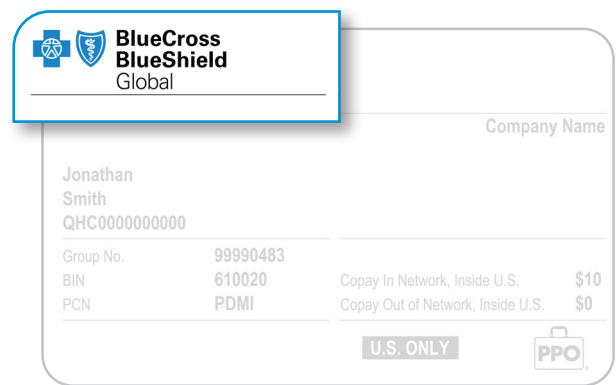 BlueCross
BlueShield
Global
Company Name
Jonathan
Smith
QHC0000000000
Group No. 99990483
BIN 610020 Copay In Network, Inside U.S. $10
PCN PDMI Copay Out of Network, Inside U.S. $0
U.S. ONLY PPO